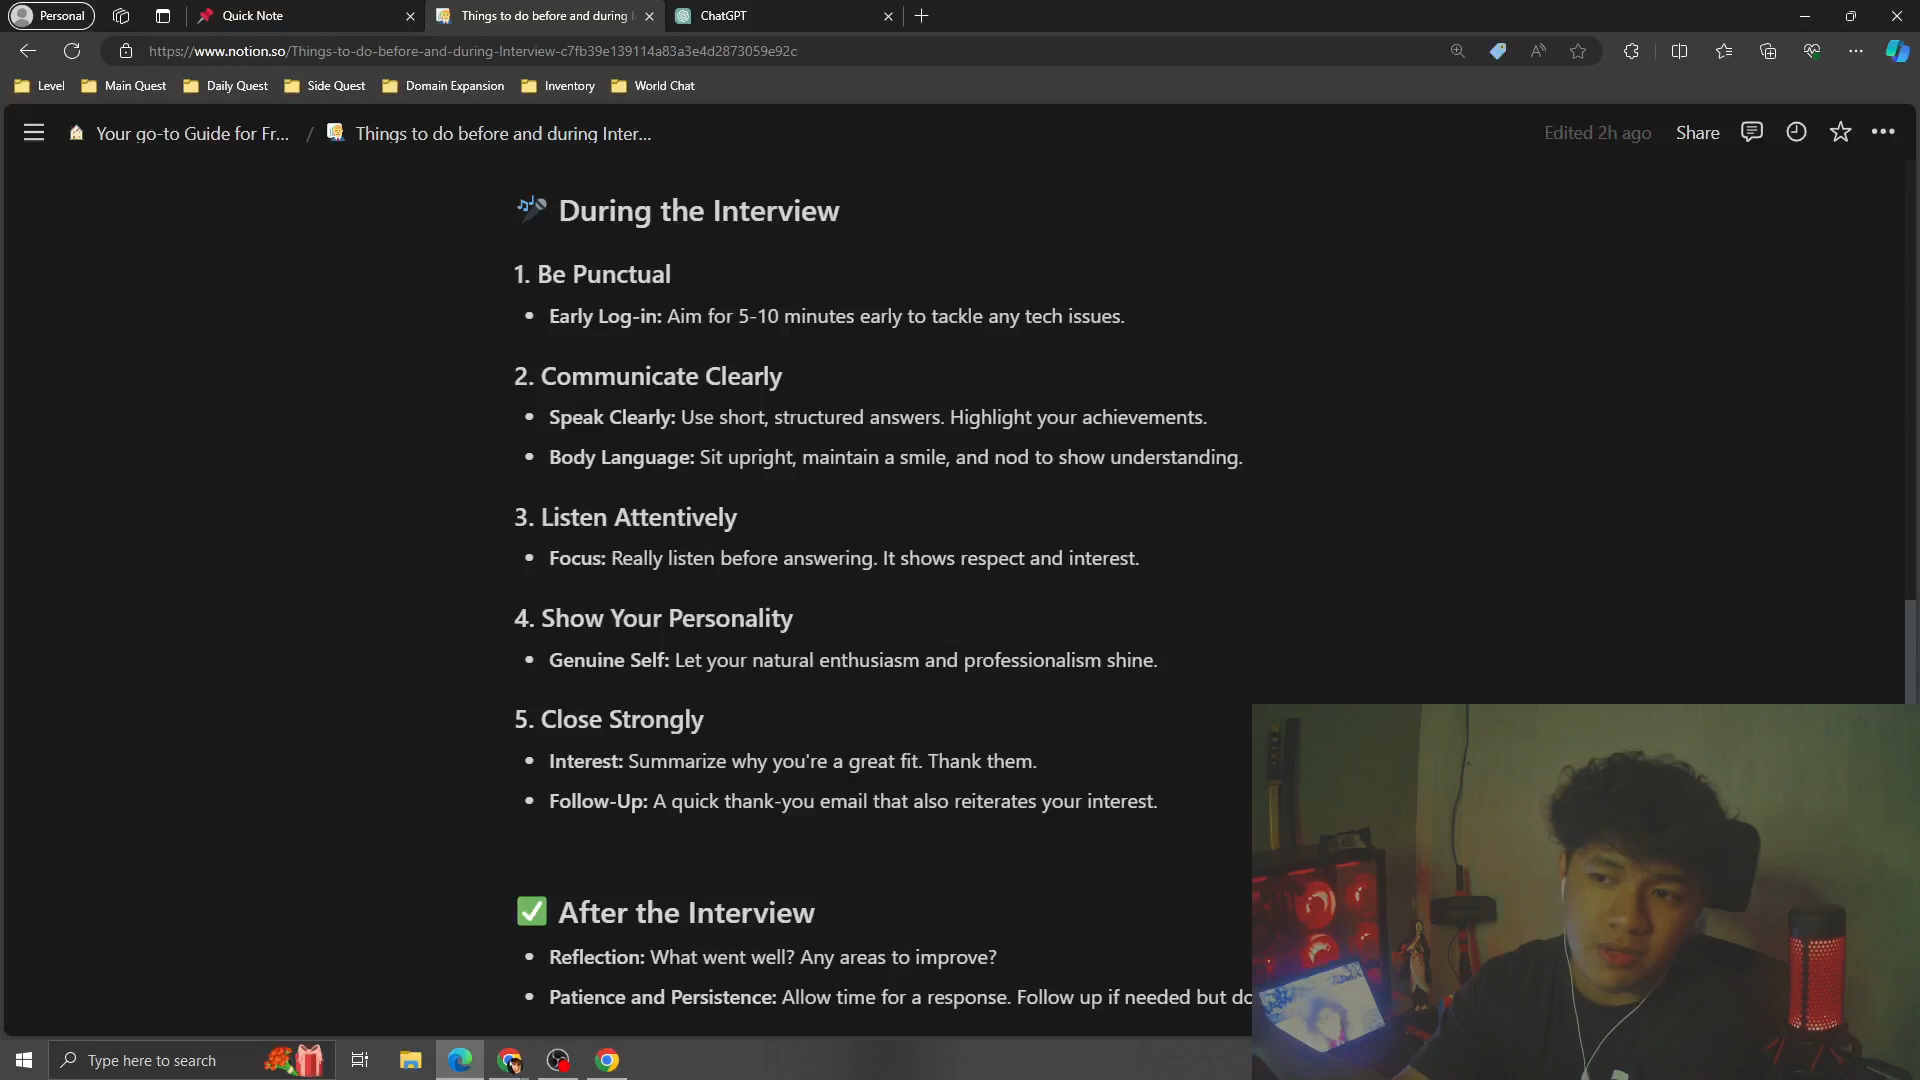 Personal
Quick Note
Things to do before and during I
ChatGPT
https://www.notion.so/Things-to-do-before-and-during-Interview-c7fb39e139114a83a3e4d2873059e92c
Level
Main Quest
Daily Quest
Side Quest
Domain Expansion
Inventory
World Chat
Your go-to Guide for Fr... / Things to do before and during Inter...
Edited 2h ago
Share
During the Interview
1. Be Punctual
• Early Log-in: Aim for 5-10 minutes early to tackle any tech issues.
2. Communicate Clearly
• Speak Clearly: Use short, structured answers. Highlight your achievements.
• Body Language: Sit upright, maintain a smile, and nod to show understanding.
3. Listen Attentively
• Focus: Really listen before answering. It shows respect and interest.
4. Show Your Personality
• Genuine Self: Let your natural enthusiasm and professionalism shine.
5. Close Strongly
• Interest: Summarize why you're a great fit. Thank them.
• Follow-Up: A quick thank-you email that also reiterates your interest.
After the Interview
• Reflection: What went well? Any areas to improve?
• Patience and Persistence: Allow time for a response. Follow up if needed but do
Type here to search